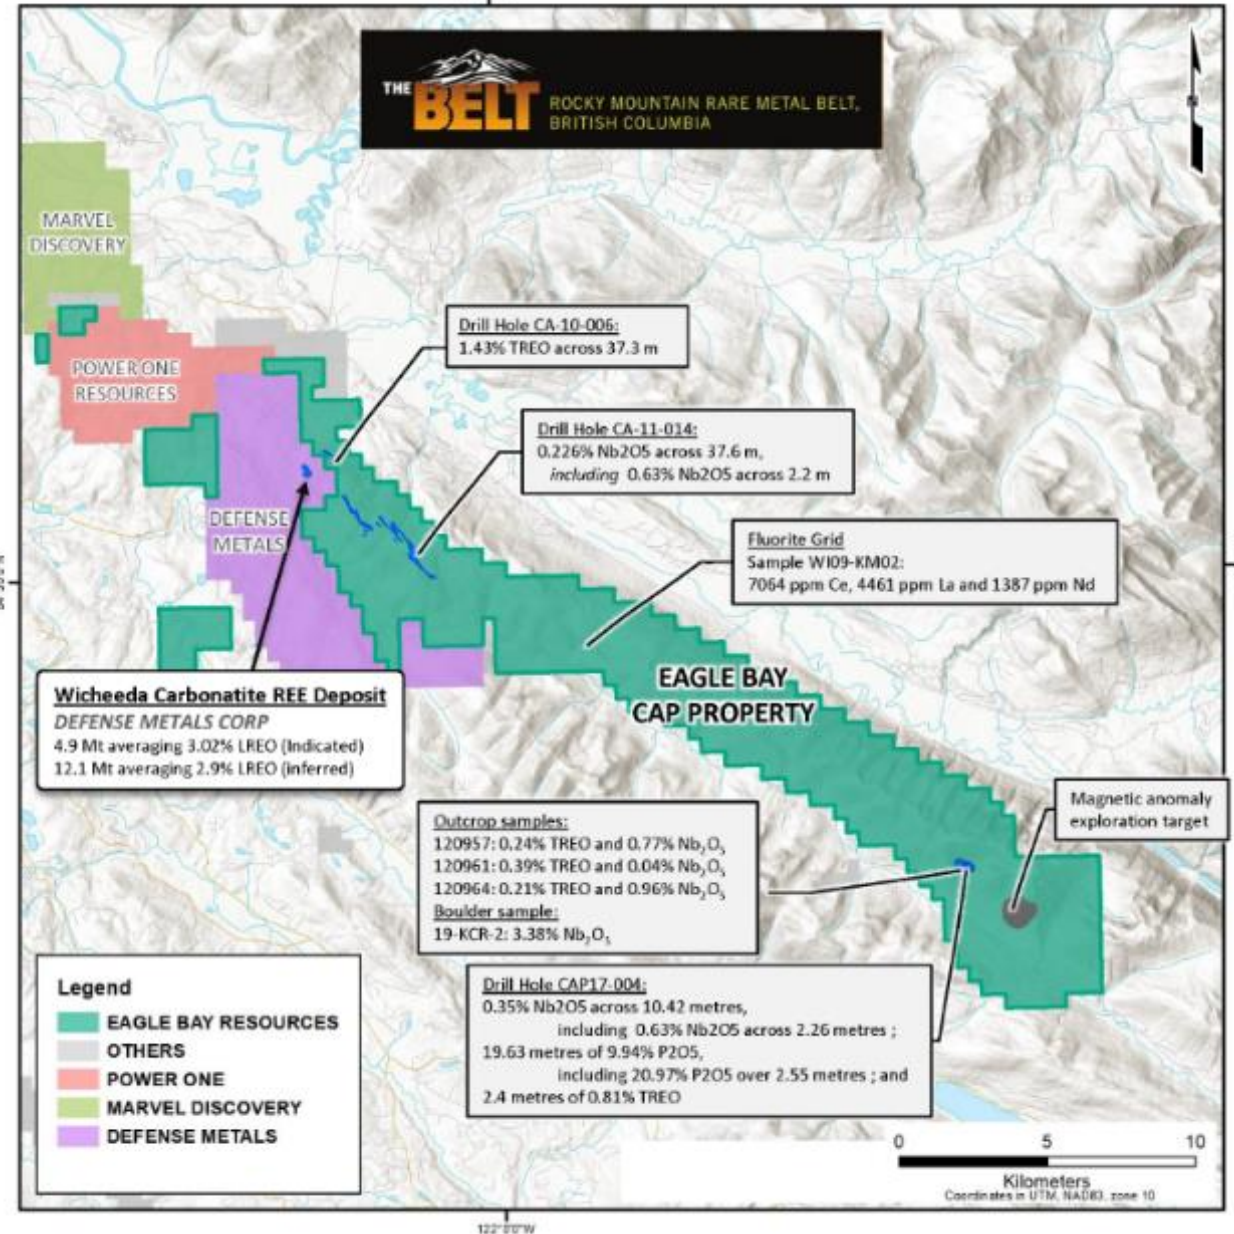 THE BELT
ROCKY MOUNTAIN RARE METAL BELT,
BRITISH COLUMBIA
MARVEL
DISCOVERY
POWER ONE
RESOURCES
Drill Hole CA-10-006:
1.43% TREO across 37.3 m
Drill Hole CA-11-014:
0.226% Nb2O5 across 37.6 m,
including 0.63% Nb2O5 across 2.2 m
DEFENSE
METALS
Fluorite Grid
Sample WI09-KM02:
7064 ppm Ce, 4461 ppm La and 1387 ppm Nd
EAGLE BAY
CAP PROPERTY
Wicheeda Carbonatite REE Deposit
DEFENSE METALS CORP
4.9 Mt averaging 3.02% LREO (Indicated)
12.1 Mt averaging 2.9% LREO (inferred)
Magnetic anomaly
exploration target
Outcrop samples:
120957: 0.24% TREO and 0.77% Nb₂O₅
120961: 0.39% TREO and 0.04% Nb₂O₅
120964: 0.21% TREO and 0.96% Nb₂O₅
Boulder sample:
19-KCR-2: 3.38% Nb₂O₅
Drill Hole CAP17-004:
0.35% Nb2O5 across 10.42 metres,
including 0.63% Nb2O5 across 2.26 metres ;
19.63 metres of 9.94% P2O5,
including 20.97% P2O5 over 2.55 metres ; and
2.4 metres of 0.81% TREO
Legend
EAGLE BAY RESOURCES
OTHERS
POWER ONE
MARVEL DISCOVERY
DEFENSE METALS
0 5 10
Kilometers
Coordinates in UTM, NAD83, zone 10
122°0'0"W